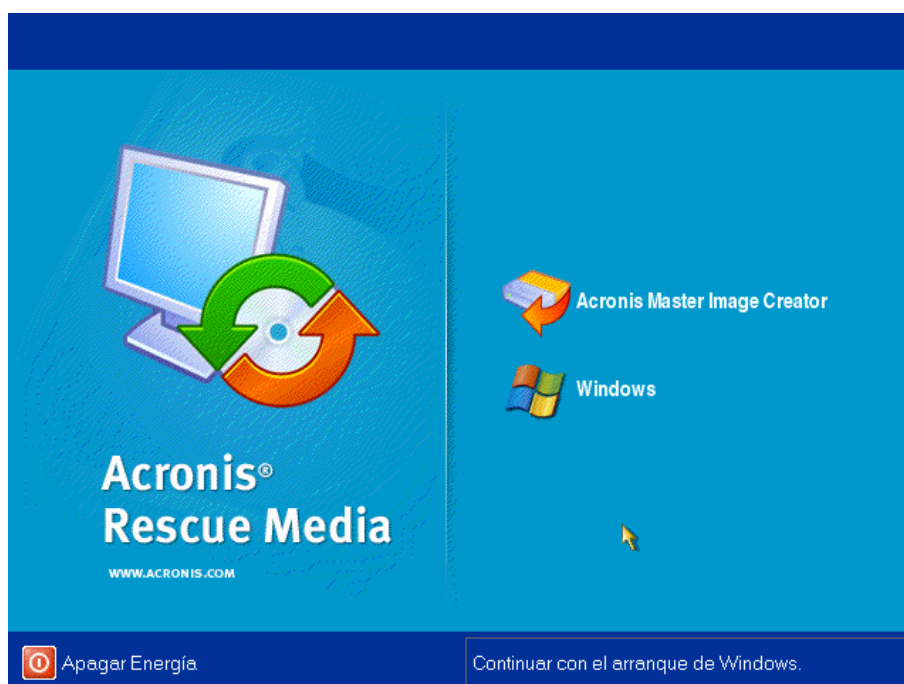 Acronis Master Image Creator
Windows
Acronis®
Rescue Media
WWW.ACRONIS.COM
Apagar Energía
Continuar con el arranque de Windows.